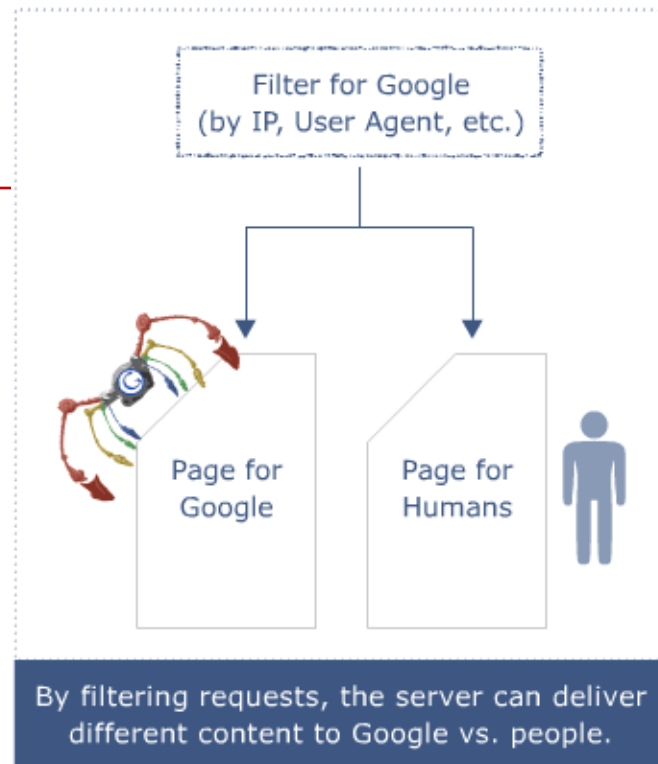 Filter for Google
(by IP, User Agent, etc.)
Page for
Google
Page for
Humans
By filtering requests, the server can deliver
different content to Google vs. people.